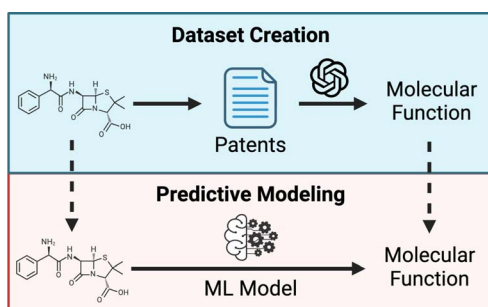 Dataset Creation
NH₂
H
N
H
S
O
O
N
O
OH
Patents
Molecular
Function
Predictive Modeling
NH₂
H
N
H
S
O
O
N
O
OH
ML Model
Molecular
Function